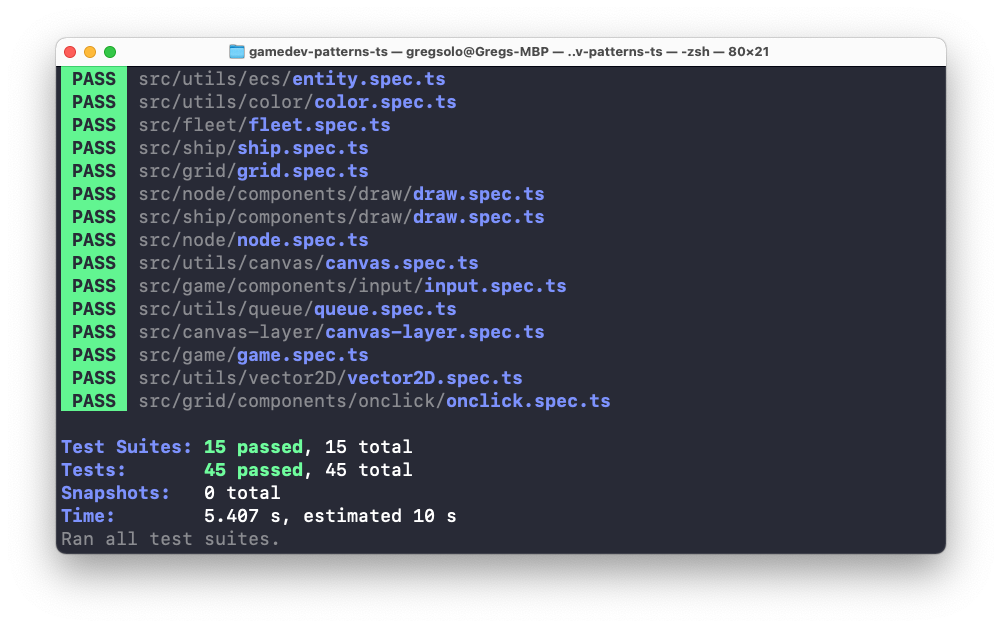 gamedev-patterns-ts — gregsolo@Gregs-MBP — ..v-patterns-ts — -zsh — 80×21
PASS src/utils/ecs/entity.spec.ts
PASS src/utils/color/color.spec.ts
PASS src/fleet/fleet.spec.ts
PASS src/ship/ship.spec.ts
PASS src/grid/grid.spec.ts
PASS src/node/components/draw/draw.spec.ts
PASS src/ship/components/draw/draw.spec.ts
PASS src/node/node.spec.ts
PASS src/utils/canvas/canvas.spec.ts
PASS src/game/components/input/input.spec.ts
PASS src/utils/queue/queue.spec.ts
PASS src/canvas-layer/canvas-layer.spec.ts
PASS src/game/game.spec.ts
PASS src/utils/vector2D/vector2D.spec.ts
PASS src/grid/components/onclick/onclick.spec.ts
Test Suites: 15 passed, 15 total
Tests: 45 passed, 45 total
Snapshots: 0 total
Time: 5.407 s, estimated 10 s
Ran all test suites.